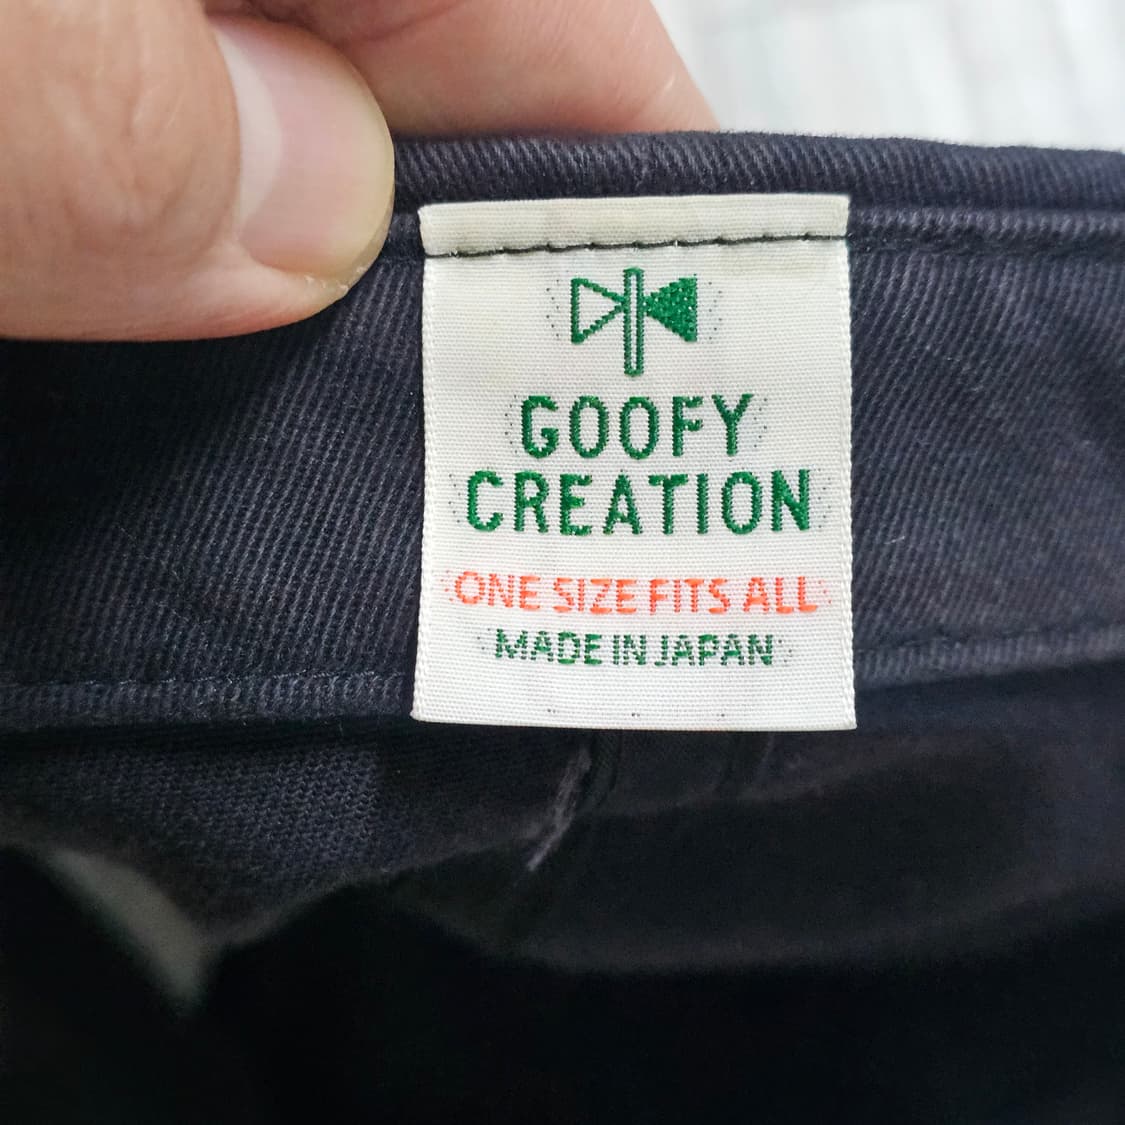 GOOFY
CREATION
ONE SIZE FITS ALL
MADE IN JAPAN